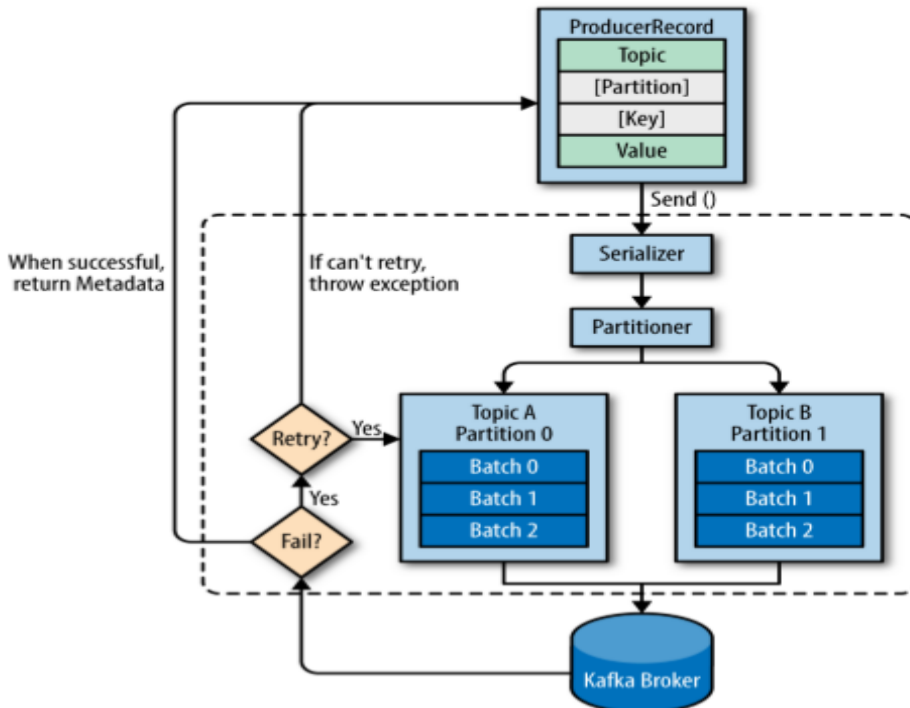 ProducerRecord
Topic
[Partition]
[Key]
Value
Send ()
Serializer
Partitioner
When successful,
return Metadata
If can't retry,
throw exception
Topic A
Partition 0
Batch 0
Batch 1
Batch 2
Topic B
Partition 1
Batch 0
Batch 1
Batch 2
Retry?
Yes
Yes
Fail?
Kafka Broker